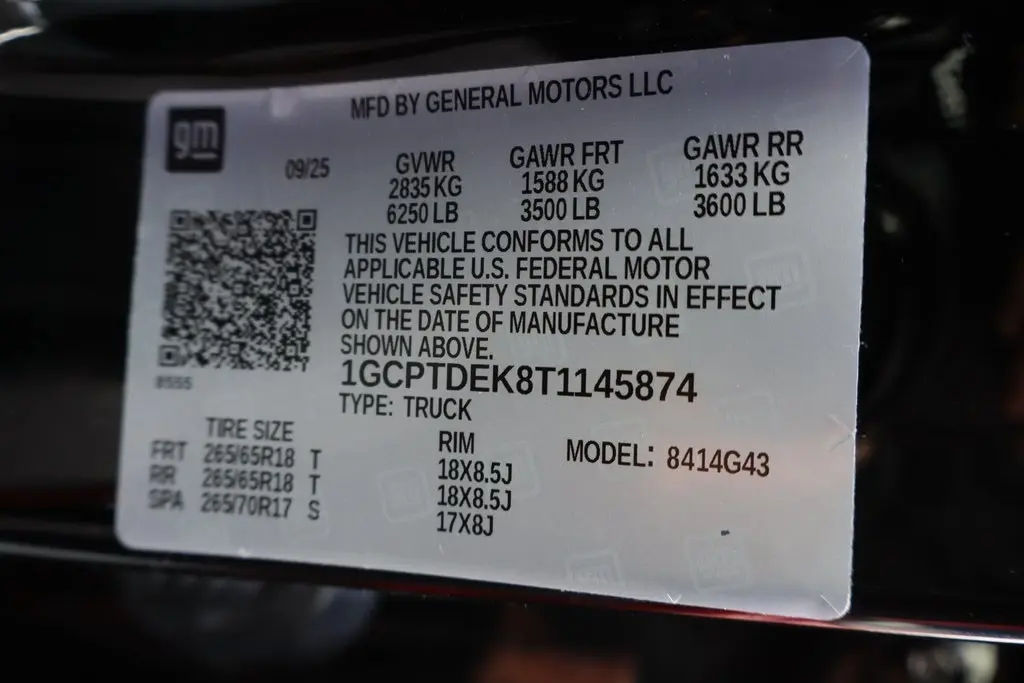 MFD BY GENERAL MOTORS LLC
gm
09/25
GVWR GAWR FRT GAWR RR
2835 KG 1588 KG 1633 KG
6250 LB 3500 LB 3600 LB
THIS VEHICLE CONFORMS TO ALL
APPLICABLE U.S. FEDERAL MOTOR
VEHICLE SAFETY STANDARDS IN EFFECT
ON THE DATE OF MANUFACTURE
SHOWN ABOVE.
8555
1GCPTDEK8T1145874
TYPE: TRUCK
TIRE SIZE RIM MODEL: 8414G43
FRT 265/65R18 T 18X8.5J
RR 265/65R18 T 18X8.5J
SPA 265/70R17 S 17X8J